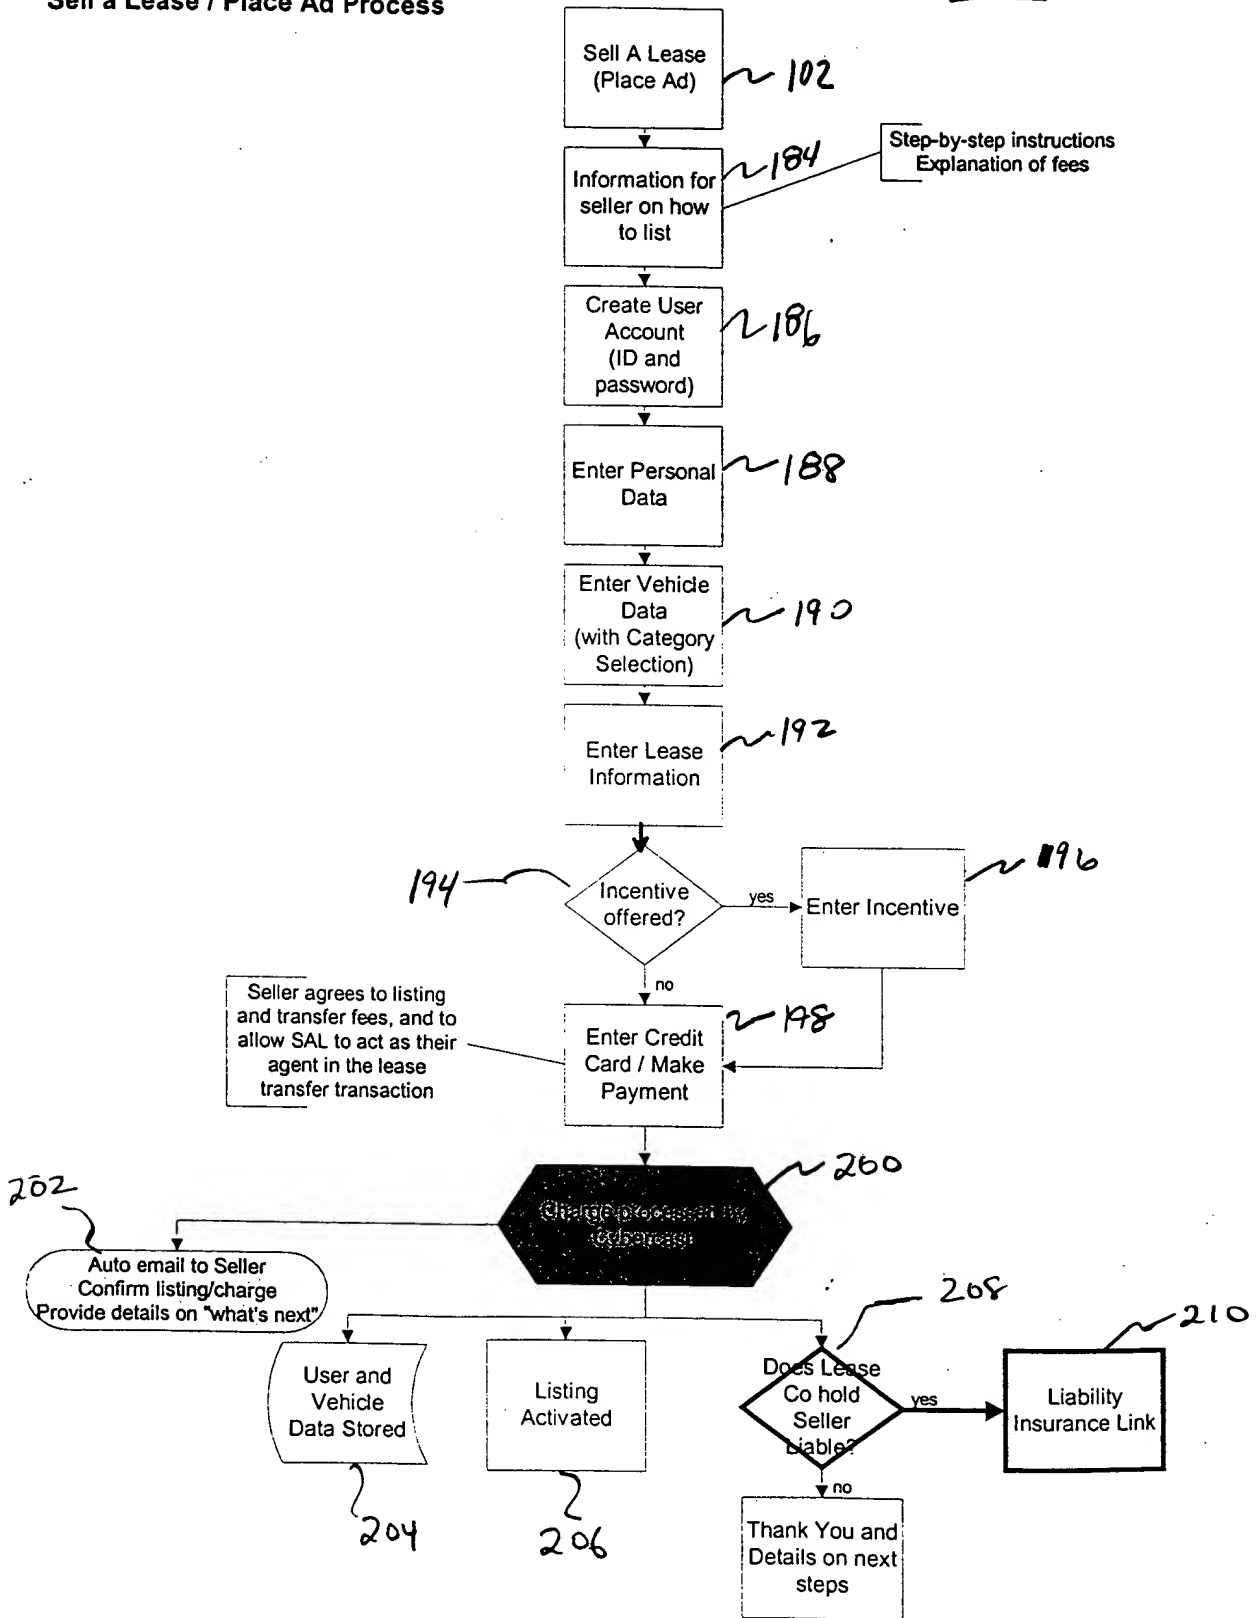 Sell a Lease / Place Ad Process
Sell A Lease
(Place Ad)
102
Information for
seller on how
to list
184
Step-by-step instructions
Explanation of fees
Create User
Account
(ID and
password)
186
Enter Personal
Data
188
Enter Vehicle
Data
(with Category
Selection)
190
Enter Lease
Information
192
194
Incentive
offered?
yes
Enter Incentive
196
no
Seller agrees to listing
and transfer fees, and to
allow SAL to act as their
agent in the lease
transfer transaction
Enter Credit
Card / Make
Payment
198
Charge processed by
Cybercash
200
202
Auto email to Seller
Confirm listing/charge
Provide details on "what's next"
User and
Vehicle
Data Stored
204
Listing
Activated
206
Does Lease
Co hold
Seller
Liable?
208
yes
Liability
Insurance Link
210
no
Thank You and
Details on next
steps